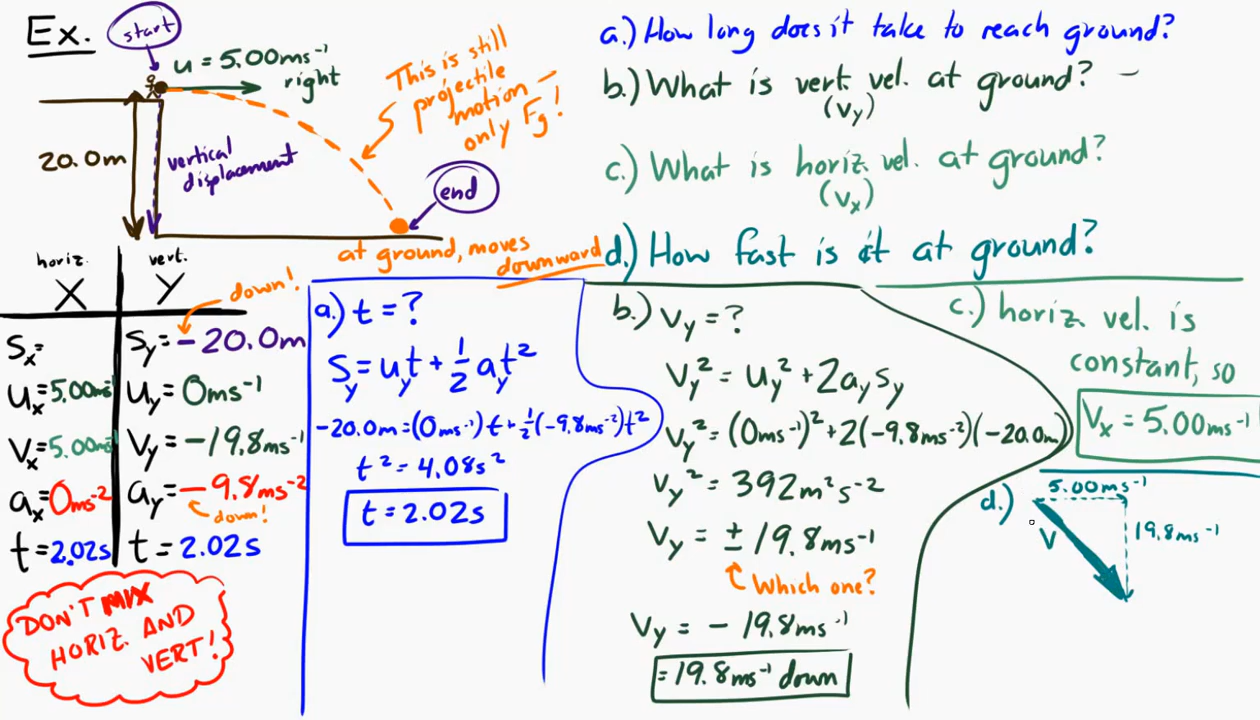 Ex.
start
u = 5.00ms⁻¹
right
This is still
projectile
motion –
only Fg!
20.0m
vertical
displacement
end
at ground, moves
downward
a.) How long does it take to reach ground?
b.) What is vert. vel. at ground?
(Vy)
c.) What is horiz. vel. at ground?
(Vx)
d.) How fast is it at ground?
horiz. vert.
X Y
down!
Sx= Sy= -20.0m
ux= 5.00ms⁻¹ uy= 0ms⁻¹
Vx= 5.00ms⁻¹ Vy= -19.8ms⁻¹
ax= 0ms⁻² ay= -9.8ms⁻²
down!
t= 2.02s t= 2.02s
DON'T MIX
HORIZ. AND
VERT!
a.) t = ?
Sy = uyt + 1/2 ayt²
-20.0m = (0ms⁻¹)t + 1/2(-9.8ms⁻²)t²
t² = 4.08s²
t = 2.02s
b.) Vy = ?
Vy² = uy² + 2aySy
Vy² = (0ms⁻¹)² + 2(-9.8ms⁻²)(-20.0m)
Vy² = 392m²s⁻²
Vy = ± 19.8ms⁻¹
Which one?
Vy = - 19.8ms⁻¹
= 19.8ms⁻¹ down
c.) horiz. vel. is
constant, so
Vx = 5.00ms⁻¹
d.) 5.00ms⁻¹
V 19.8ms⁻¹